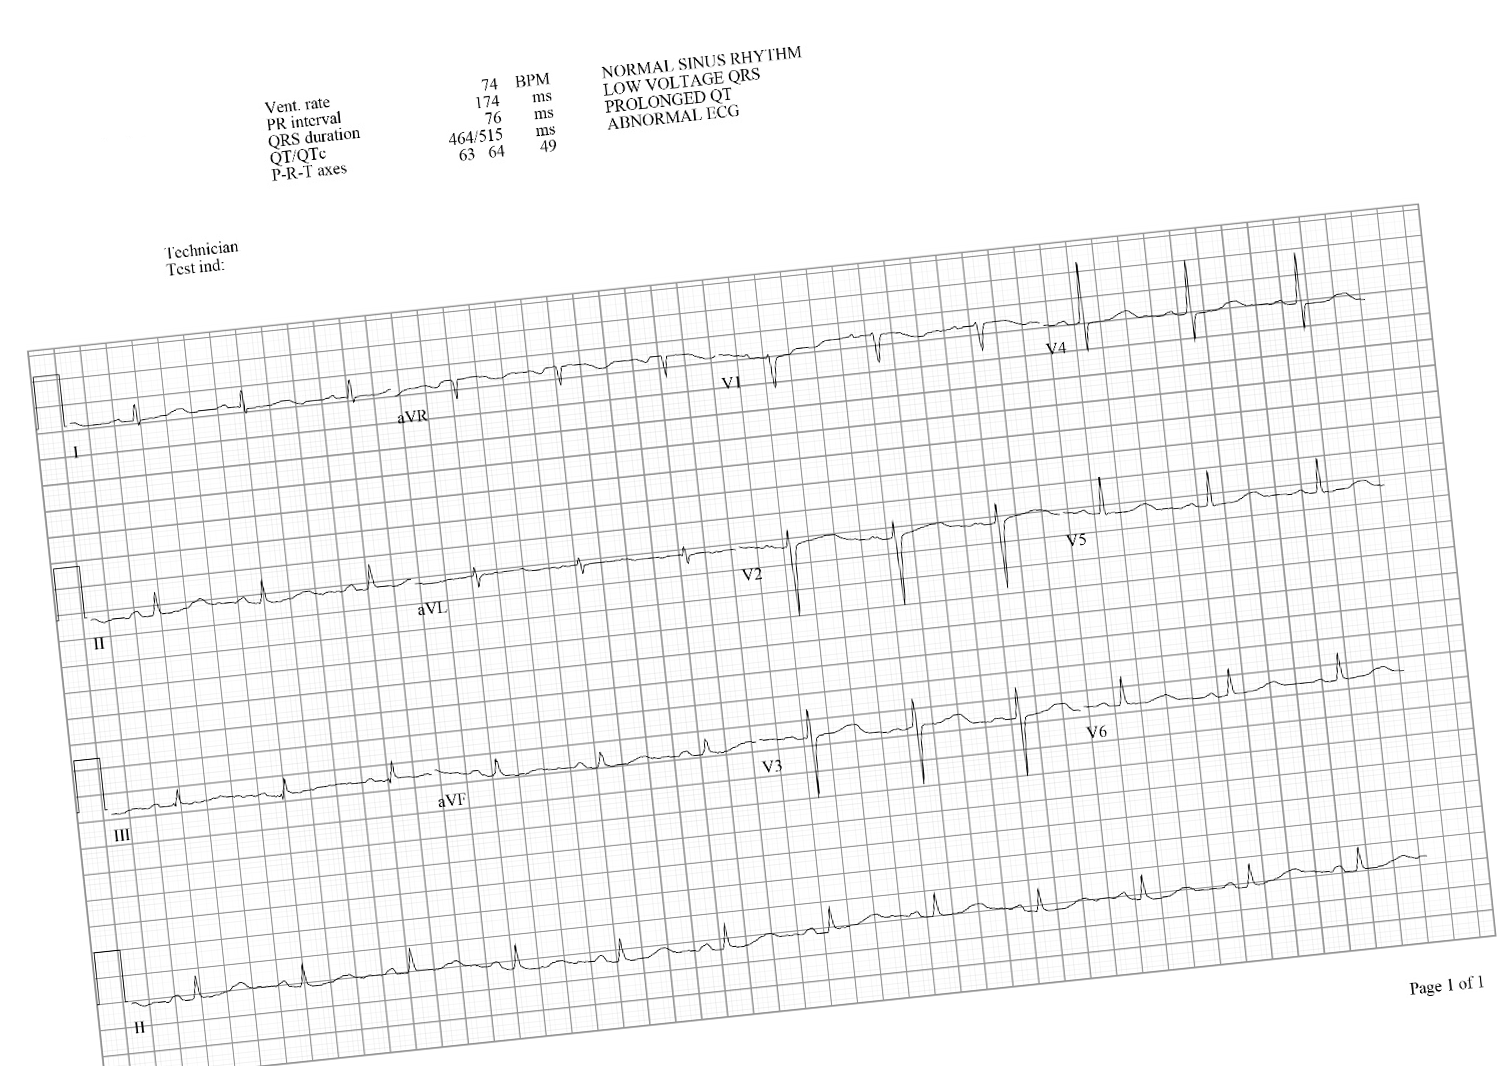 Vent. rate 74 BPM
PR interval 174 ms
QRS duration 76 ms
QT/QTc 464/515 ms
P-R-T axes 63 64 49
NORMAL SINUS RHYTHM
LOW VOLTAGE QRS
PROLONGED QT
ABNORMAL ECG
Technician
Test ind:
I aVR V1 V4
II aVL V2 V5
III aVF V3 V6
II
Page 1 of 1